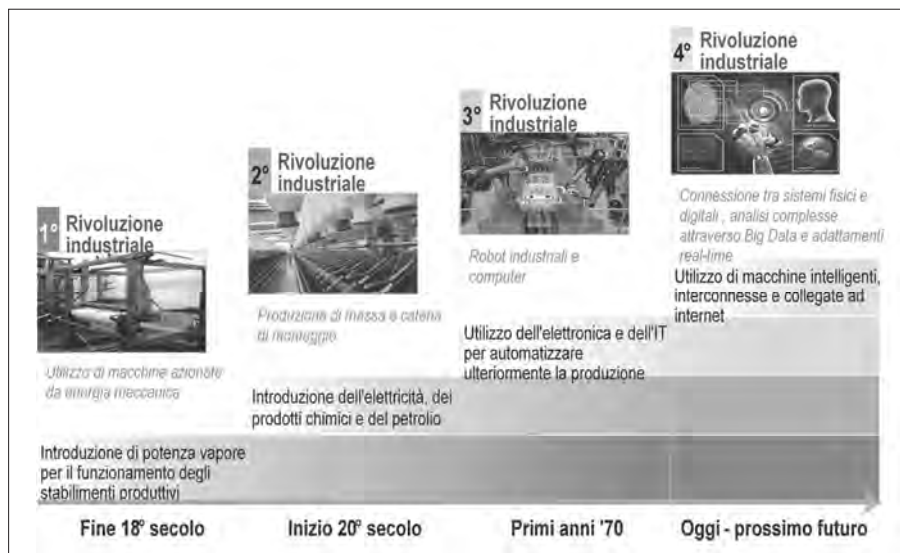 1° Rivoluzione
industriale
Utilizzo di macchine azionate
da energia meccanica
Introduzione di potenza vapore
per il funzionamento degli
stabilimenti produttivi
Fine 18° secolo
2° Rivoluzione
industriale
Produzione di massa e catena
di montaggio
Introduzione dell'elettricità, dei
prodotti chimici e del petrolio
Inizio 20° secolo
3° Rivoluzione
industriale
Robot industriali e
computer
Utilizzo dell'elettronica e dell'IT
per automatizzare
ulteriormente la produzione
Primi anni '70
4° Rivoluzione
industriale
Connessione tra sistemi fisici e
digitali , analisi complesse
attraverso Big Data e adattamenti
real-time
Utilizzo di macchine intelligenti,
interconnesse e collegate ad
internet
Oggi - prossimo futuro